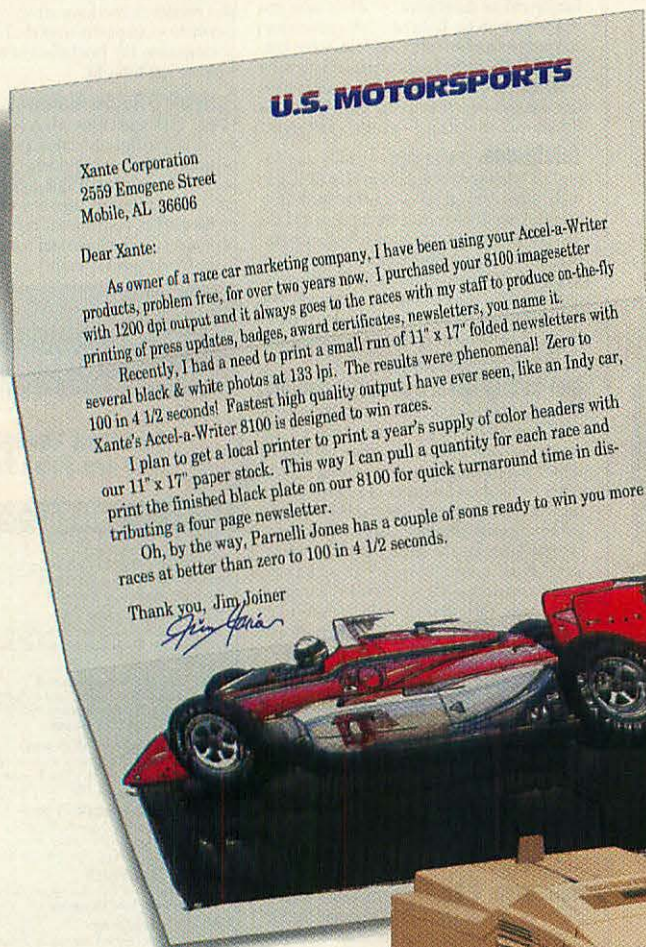 U.S. MOTORSPORTS
Xante Corporation
2559 Emogene Street
Mobile, AL 36606
Dear Xante:
As owner of a race car marketing company, I have been using your Accel-a-Writer
products, problem free, for over two years now. I purchased your 8100 imagesetter
with 1200 dpi output and it always goes to the races with my staff to produce on-the-fly
printing of press updates, badges, award certificates, newsletters, you name it.
Recently, I had a need to print a small run of 11" x 17" folded newsletters with
several black & white photos at 133 lpi. The results were phenomenal! Zero to
100 in 4 1/2 seconds! Fastest high quality output I have ever seen, like an Indy car,
Xante's Accel-a-Writer 8100 is designed to win races.
I plan to get a local printer to print a year's supply of color headers with
our 11" x 17" paper stock. This way I can pull a quantity for each race and
print the finished black plate on our 8100 for quick turnaround time in dis-
tributing a four page newsletter.
Oh, by the way, Parnelli Jones has a couple of sons ready to win you more
races at better than zero to 100 in 4 1/2 seconds.
Thank you, Jim Joiner